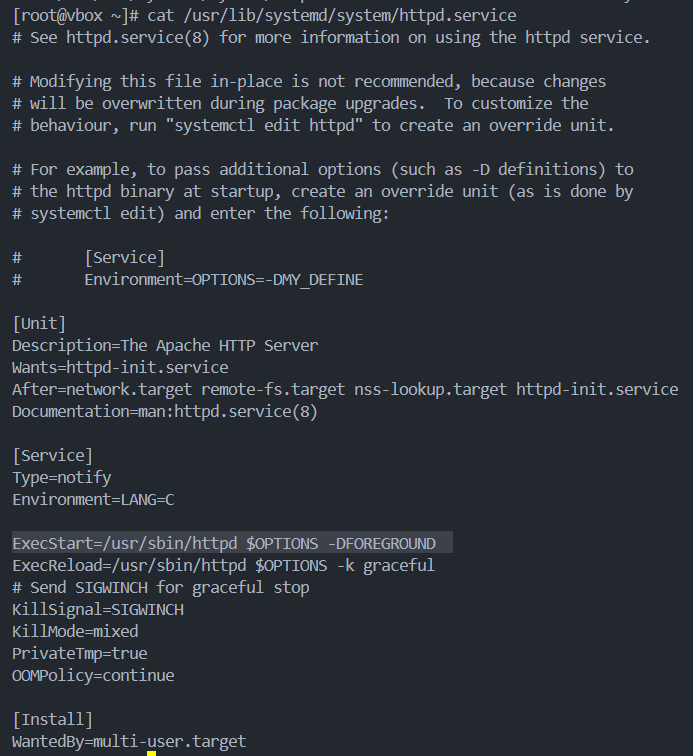 [root@vbox ~]# cat /usr/lib/systemd/system/httpd.service
# See httpd.service(8) for more information on using the httpd service.
# Modifying this file in-place is not recommended, because changes
# will be overwritten during package upgrades.  To customize the
# behaviour, run "systemctl edit httpd" to create an override unit.
# For example, to pass additional options (such as -D definitions) to
# the httpd binary at startup, create an override unit (as is done by
# systemctl edit) and enter the following:
#       [Service]
#       Environment=OPTIONS=-DMY_DEFINE
[Unit]
Description=The Apache HTTP Server
Wants=httpd-init.service
After=network.target remote-fs.target nss-lookup.target httpd-init.service
Documentation=man:httpd.service(8)
[Service]
Type=notify
Environment=LANG=C
ExecStart=/usr/sbin/httpd $OPTIONS -DFOREGROUND
ExecReload=/usr/sbin/httpd $OPTIONS -k graceful
# Send SIGWINCH for graceful stop
KillSignal=SIGWINCH
KillMode=mixed
PrivateTmp=true
OOMPolicy=continue
[Install]
WantedBy=multi-user.target